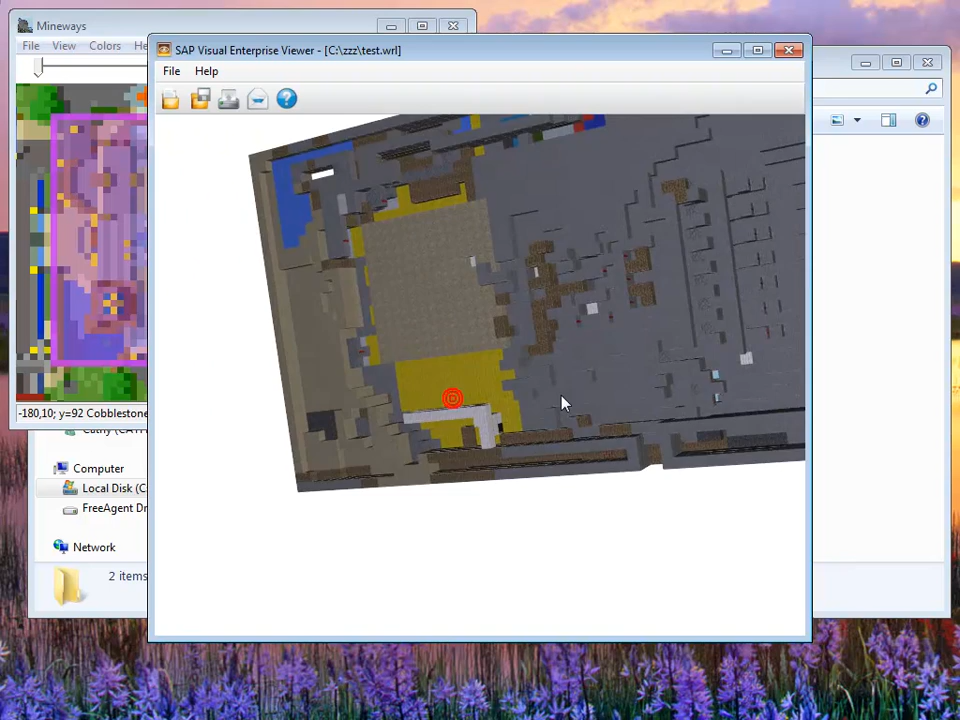 Mineways
File View Colors H
SAP Visual Enterprise Viewer - [C:\zzz\test.wrl]
File Help
-180,10; y=92 Cobblestone
Computer
Local Disk (C
FreeAgent Dr
Network
2 items